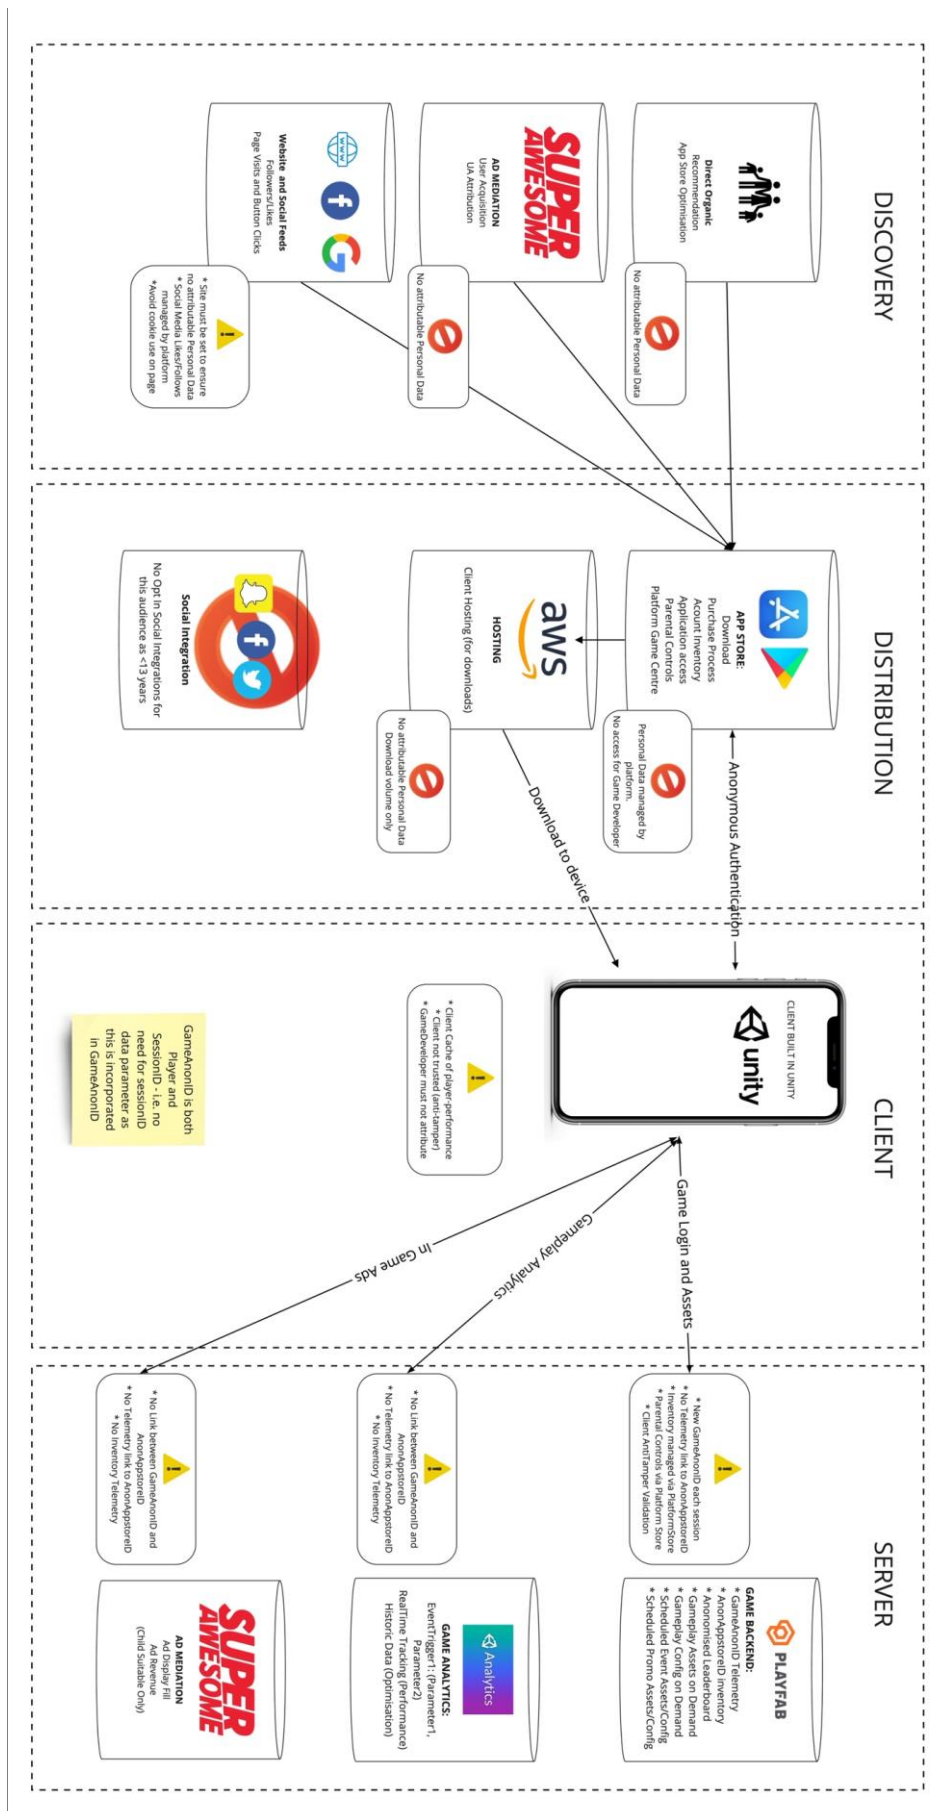 DISCOVERY
Direct Organic
Recommendation
App Store Optimisation
No attributable Personal Data
SUPER
AWESOME
AD MEDIATION
User Acquisition
UA Attribution
No attributable Personal Data
www
f
G
Website and Social Feeds
Followers/Likes
Page Visits and Button Clicks
!
* Site must be set to ensure
no attributable Personal Data
* Social Media Likes/Follows
managed by platform
*Avoid cookie use on page
DISTRIBUTION
APP STORE:
Download
Purchase Process
Acount Inventory
Application access
Parental Controls
Platform Game Centre
Personal Data managed by
platform.
No access for Game Developer
Anonymous Authentication
aws
HOSTING
Client Hosting (for downloads)
No attributable Personal Data
Download volume only
Download to device
f
Social Integration
No Opt In Social Integrations for
this audience as <13 years
CLIENT
CLIENT BUILT IN UNITY
unity
!
* Client Cache of player-performance
* Client not trusted (anti-tamper)
* GameDeveloper must not attribute
GameAnonID is both
Player and
SessionID - i.e. no
need for sessionID
data parameter as
this is incorporated
in GameAnonID
Game Login and Assets
Gameplay Analytics
In Game Ads
SERVER
!
* New GameAnonID each session
* No Telemetry link to AnonAppstoreID
* Inventory managed via PlatformStore
* Parental Controls via Platform Store
* Client AntiTamper Validation
PLAYFAB
GAME BACKEND:
* GameAnonID Telemetry
* AnonAppstoreID inventory
* Anonomised Leaderboard
* Gameplay Assets on Demand
* Gameplay Config on Demand
* Scheduled Event Assets/Config
* Scheduled Promo Assets/Config
!
* No Link between GameAnonID and
AnonAppstoreID
* No Telemetry link to AnonAppstoreID
* No Inventory Telemetry
Analytics
GAME ANALYTICS:
EventTrigger1: (Parameter1,
Parameter2)
RealTime Tracking (Performance)
Historic Data (Optimisation)
!
* No Link between GameAnonID and
AnonAppstoreID
* No Telemetry link to AnonAppstoreID
* No Inventory Telemetry
SUPER
AWESOME
AD MEDIATION
Ad Display Fill
Ad Revenue
(Child Suitable Only)